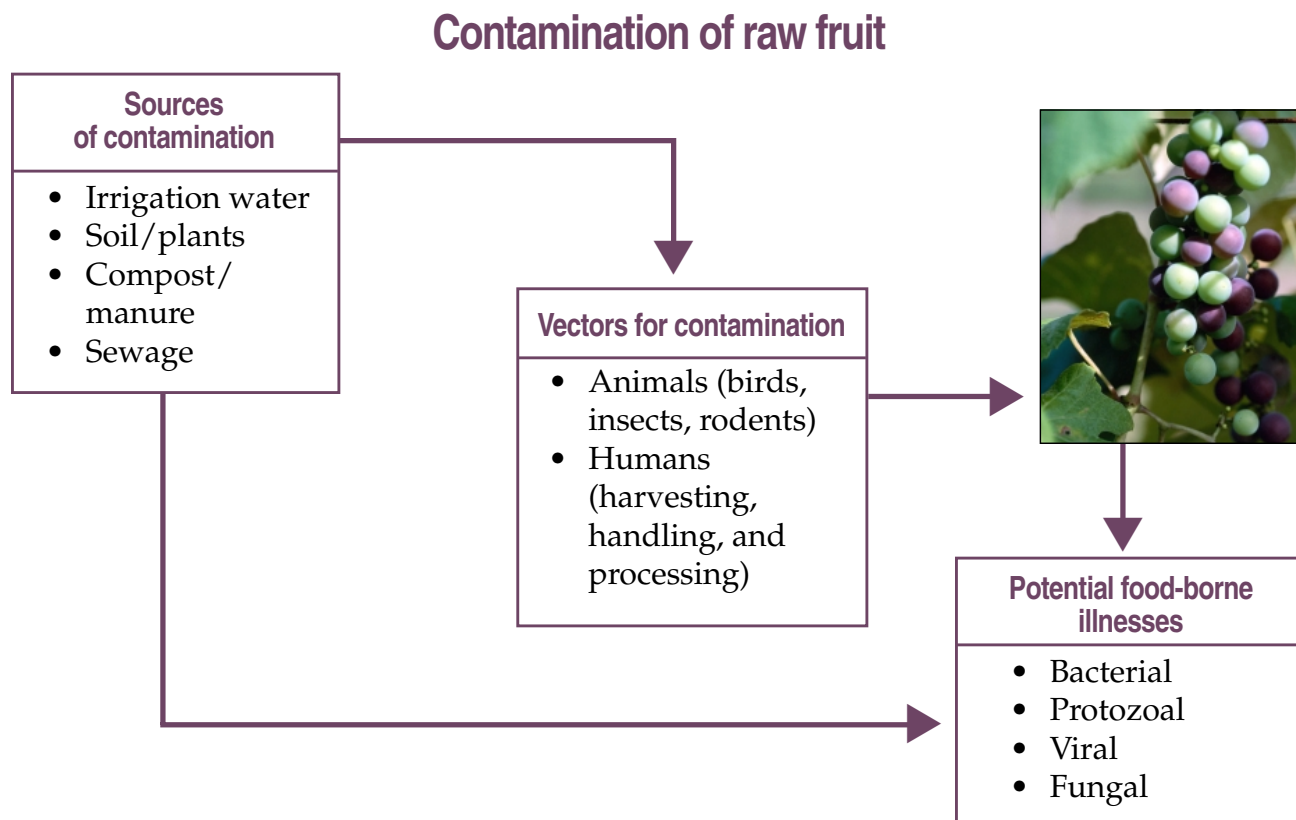 Contamination of raw fruit
Sources
of contamination
• Irrigation water
• Soil/plants
• Compost/
manure
• Sewage
Vectors for contamination
• Animals (birds,
insects, rodents)
• Humans
(harvesting,
handling, and
processing)
Potential food-borne
illnesses
• Bacterial
• Protozoal
• Viral
• Fungal